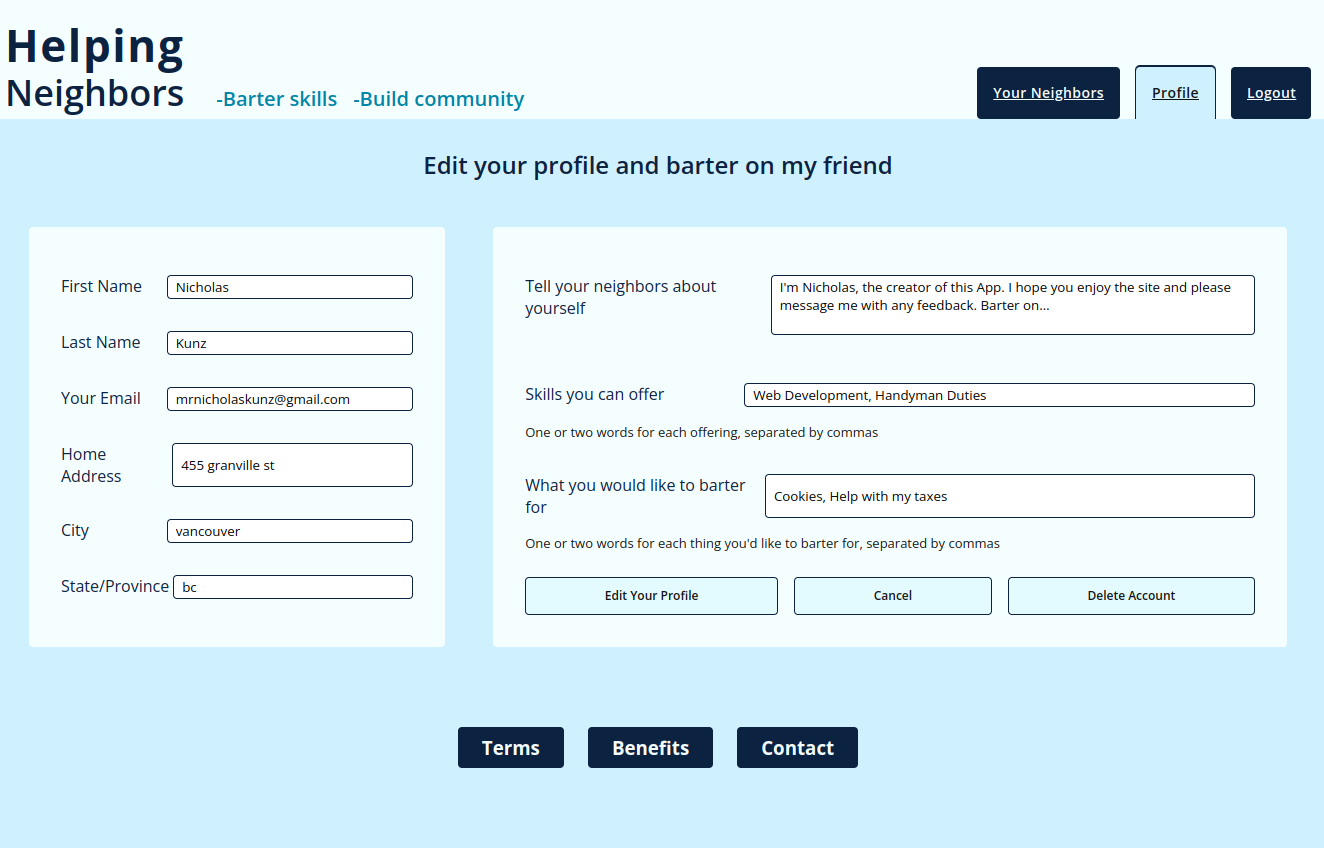 Helping
Neighbors
-Barter skills -Build community
Your Neighbors
Profile
Logout
Edit your profile and barter on my friend
First Name
Nicholas
Last Name
Kunz
Your Email
mrnicholaskunz@gmail.com
Home
Address
455 granville st
City
vancouver
State/Province
bc
Tell your neighbors about
yourself
I'm Nicholas, the creator of this App. I hope you enjoy the site and please
message me with any feedback. Barter on...
Skills you can offer
Web Development, Handyman Duties
One or two words for each offering, separated by commas
What you would like to barter
for
Cookies, Help with my taxes
One or two words for each thing you'd like to barter for, separated by commas
Edit Your Profile
Cancel
Delete Account
Terms
Benefits
Contact